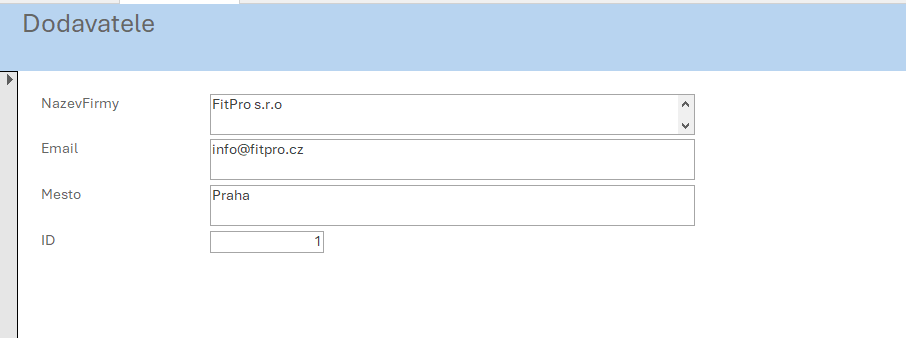 Dodavatele
NazevFirmy FitPro s.r.o
Email info@fitpro.cz
Mesto Praha
ID 1